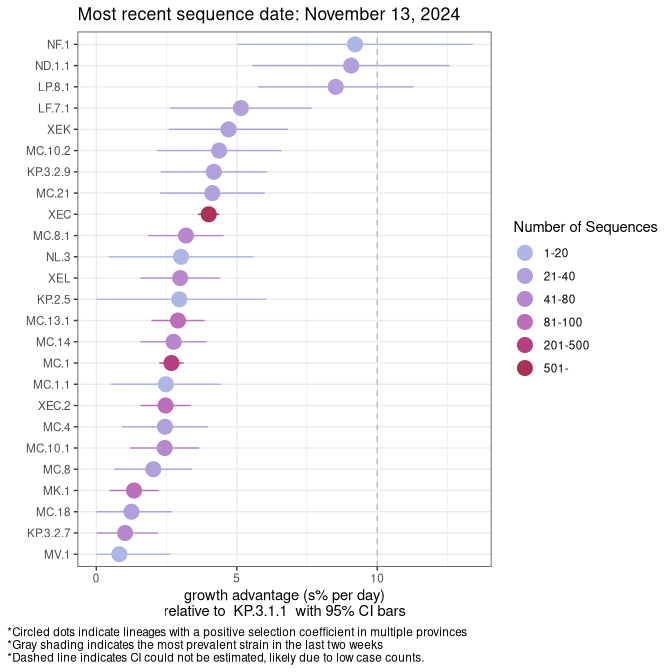 Most recent sequence date: November 13, 2024
NF.1
ND.1.1
LP.8.1
LF.7.1
XEK
MC.10.2
KP.3.2.9
MC.21
XEC
MC.8.1
NL.3
XEL
KP.2.5
MC.13.1
MC.14
MC.1
MC.1.1
XEC.2
MC.4
MC.10.1
MC.8
MK.1
MC.18
KP.3.2.7
MV.1
0 5 10
growth advantage (s% per day)
relative to KP.3.1.1 with 95% CI bars
Number of Sequences
1-20
21-40
41-80
81-100
201-500
501-
*Circled dots indicate lineages with a positive selection coefficient in multiple provinces
*Gray shading indicates the most prevalent strain in the last two weeks
*Dashed line indicates CI could not be estimated, likely due to low case counts.